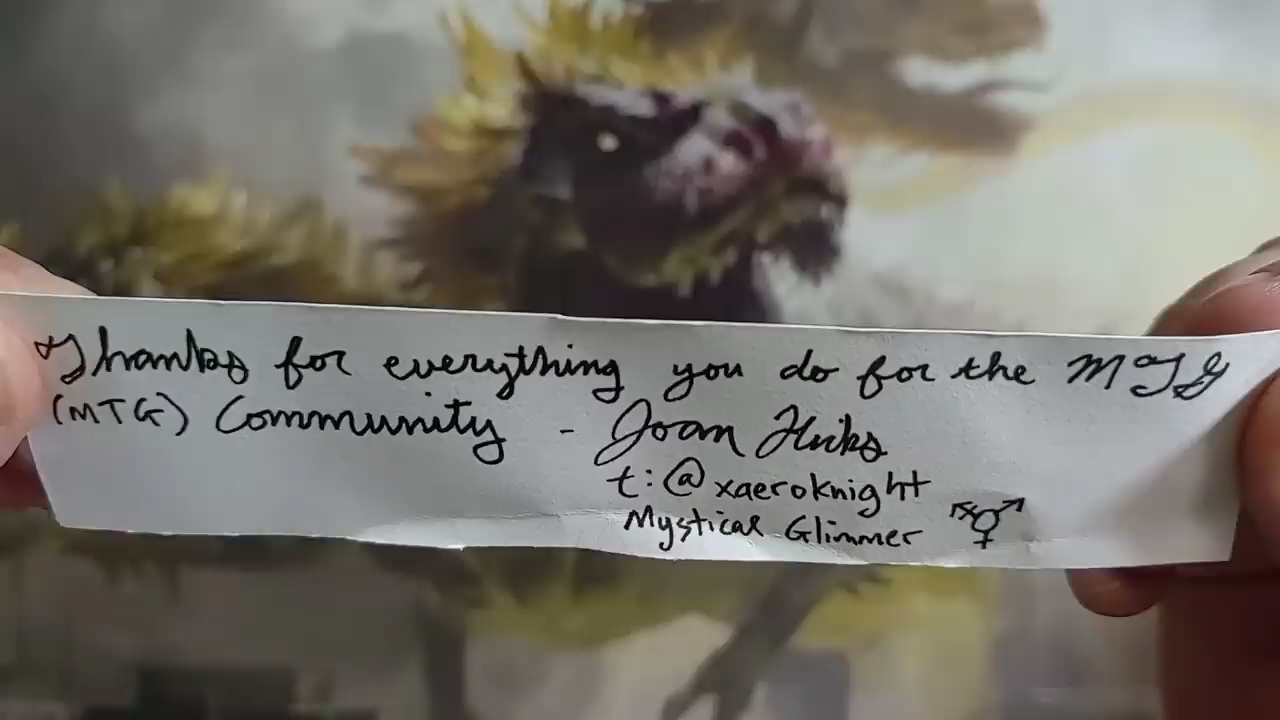 Thanks for everything you do for the MTG
(MTG) Community - Joan Hicks
t:@xaeroknight
Mystical Glimmer ⚧